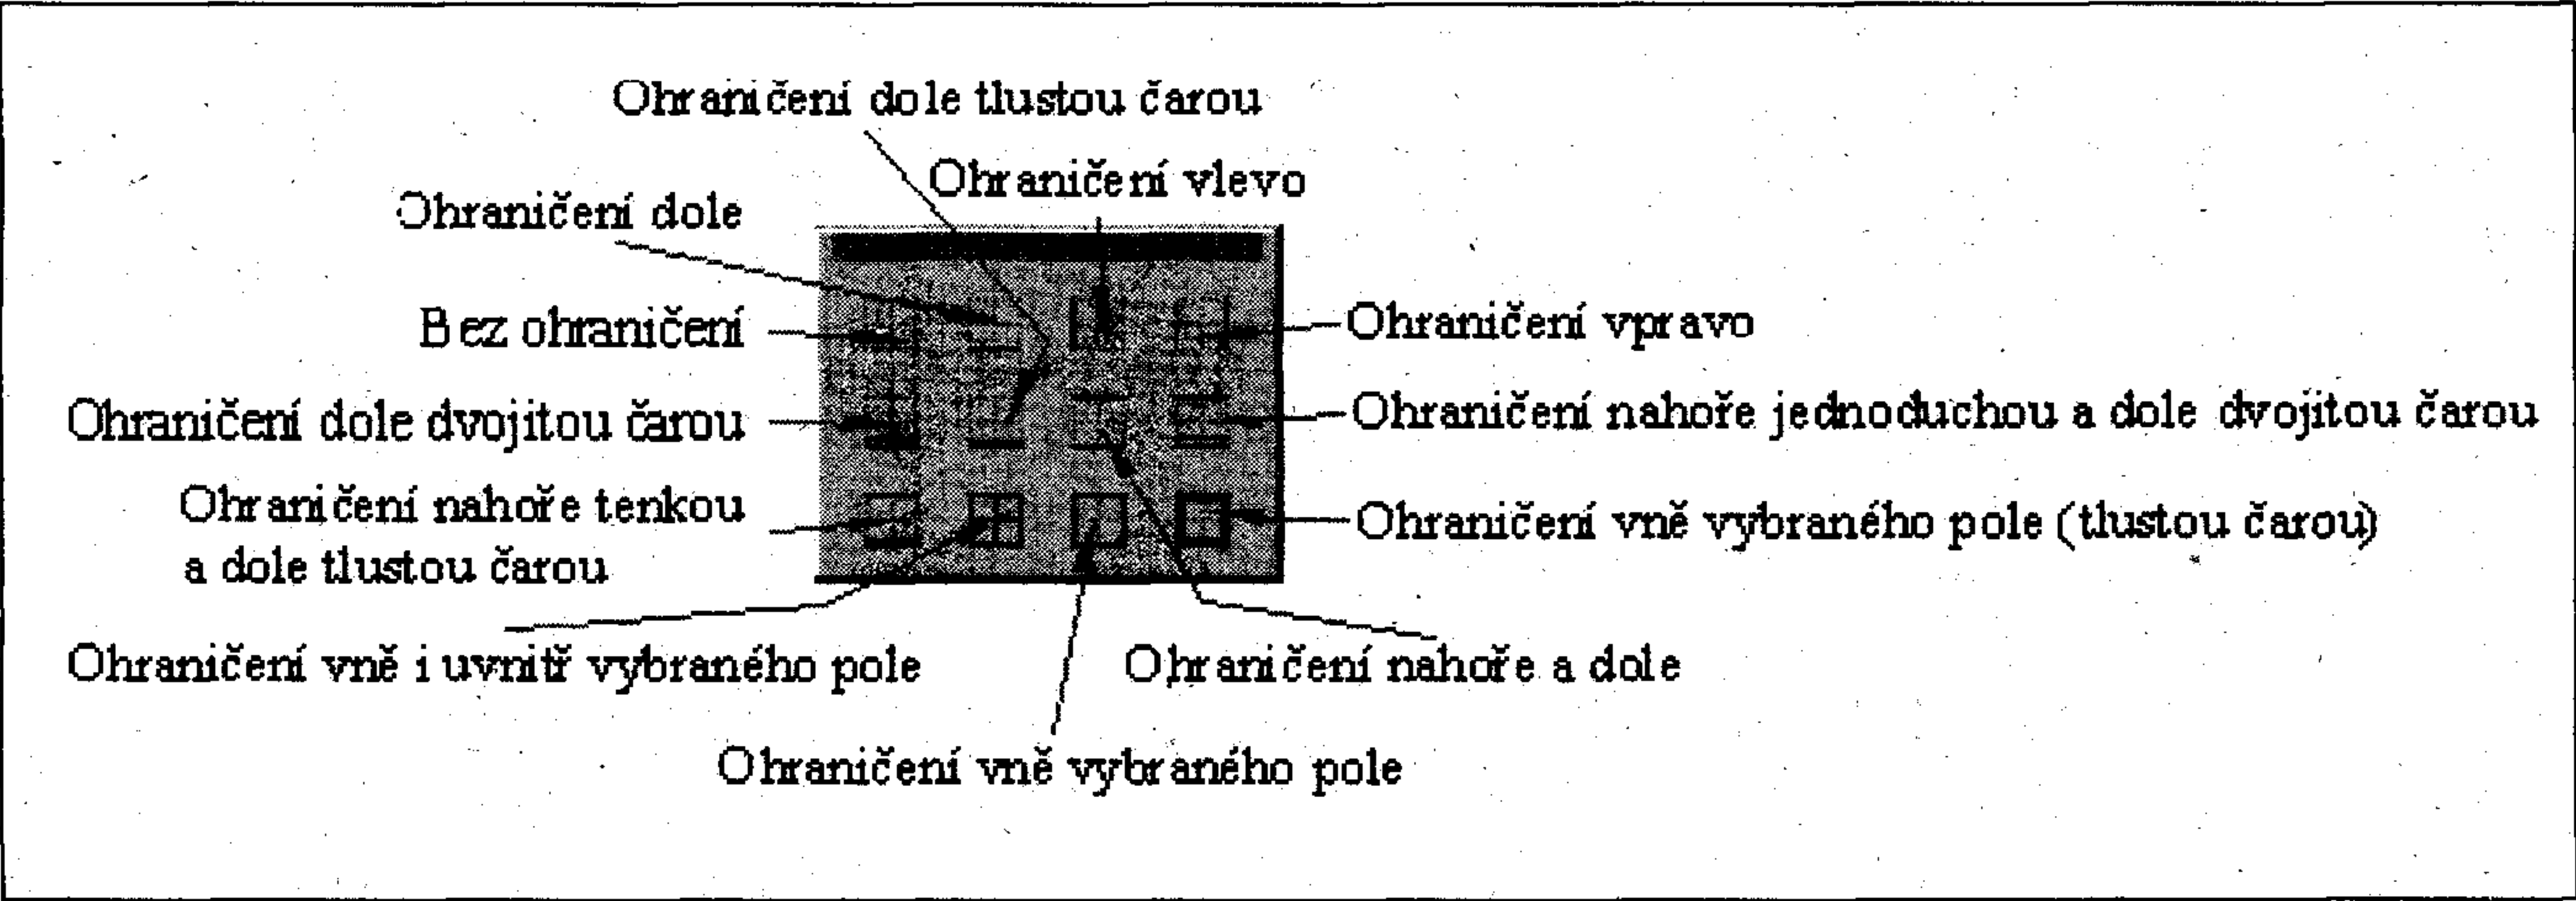 Ohraničení dole tlustou čarou
Ohraničení vlevo
Ohraničení dole
Bez ohraničení
Ohraničení vpravo
Ohraničení dole dvojitou čarou
Ohraničení nahoře jednoduchou a dole dvojitou čarou
Ohraničení nahoře tenkou
a dole tlustou čarou
Ohraničení vně vybraného pole (tlustou čarou)
Ohraničení vně i uvnitř vybraného pole
Ohraničení nahoře a dole
Ohraničení vně vybraného pole